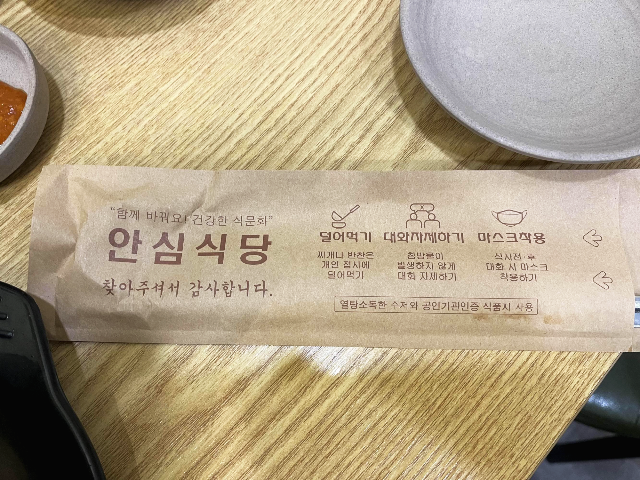 "함께 바꿔요! 건강한 식문화"
안심식당
찾아주셔서 감사합니다.
덜어먹기
찌개나 반찬은
개인 접시에
덜어먹기
대화자제하기
침방울이
발생하지 않게
대화 자제하기
마스크착용
식사전·후
대화 시 마스크
착용하기
열탕소독한 수저와 공인기관인증 식품지 사용